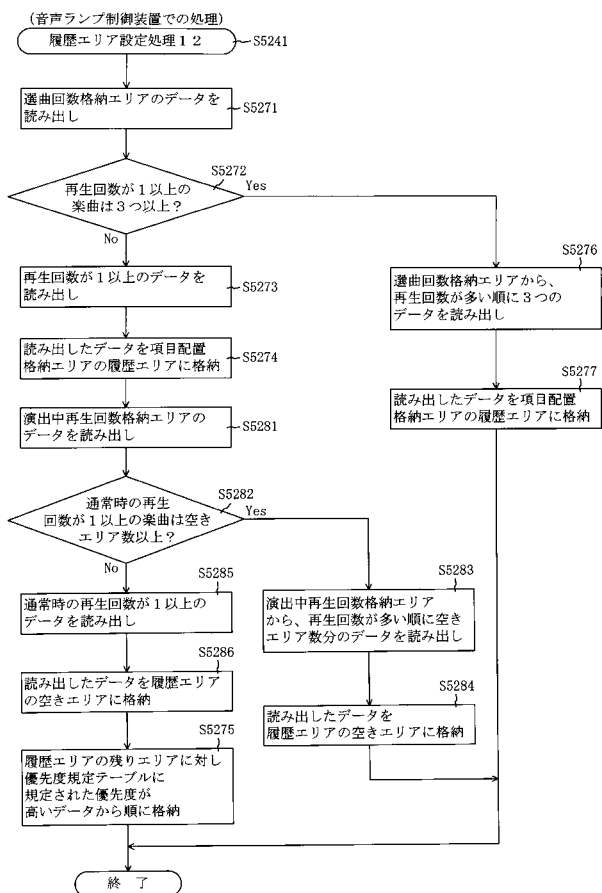 (音声ランプ制御装置での処理)
履歴エリア設定処理12
S5241
選曲回数格納エリアのデータを
読み出し
S5271
S5272
再生回数が1以上の
楽曲は3つ以上?
Yes
No
再生回数が1以上のデータを
読み出し
S5273
S5276
選曲回数格納エリアから、
再生回数が多い順に3つの
データを読み出し
読み出したデータを項目配置
格納エリアの履歴エリアに格納
S5274
S5277
読み出したデータを項目配置
格納エリアの履歴エリアに格納
演出中再生回数格納エリアの
データを読み出し
S5281
S5282
通常時の再生
回数が1以上の楽曲は空き
エリア数以上?
Yes
No
S5285
通常時の再生回数が1以上の
データを読み出し
S5283
演出中再生回数格納エリア
から、再生回数が多い順に空き
エリア数分のデータを読み出し
S5286
読み出したデータを履歴エリア
の空きエリアに格納
S5284
読み出したデータを
履歴エリアの空きエリアに格納
S5275
履歴エリアの残りエリアに対し
優先度規定テーブルに
規定された優先度が
高いデータから順に格納
終 了